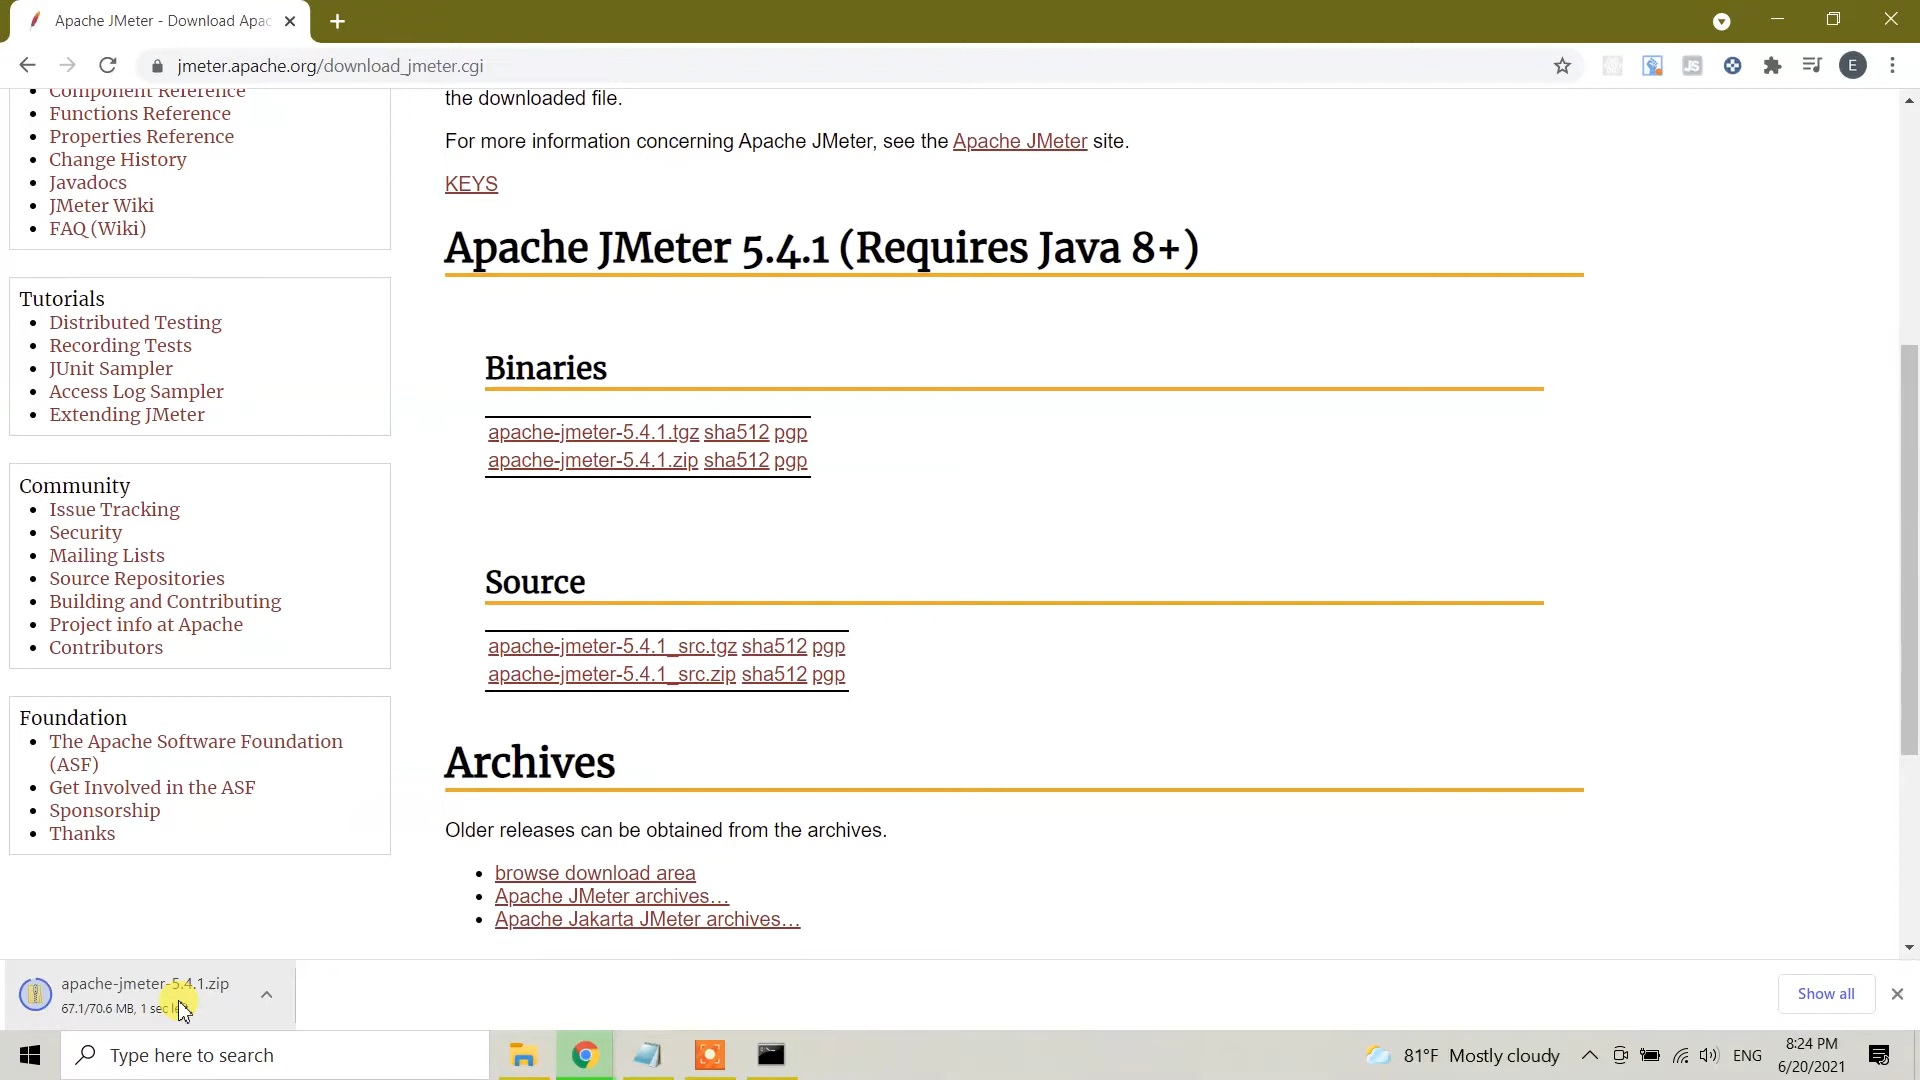 Apache JMeter - Download Apac
jmeter.apache.org/download_jmeter.cgi
E
Component Reference
Functions Reference
Properties Reference
Change History
Javadocs
JMeter Wiki
FAQ (Wiki)
Tutorials
Distributed Testing
Recording Tests
JUnit Sampler
Access Log Sampler
Extending JMeter
Community
Issue Tracking
Security
Mailing Lists
Source Repositories
Building and Contributing
Project info at Apache
Contributors
Foundation
The Apache Software Foundation
(ASF)
Get Involved in the ASF
Sponsorship
Thanks
the downloaded file.
For more information concerning Apache JMeter, see the Apache JMeter site.
KEYS
Apache JMeter 5.4.1 (Requires Java 8+)
Binaries
apache-jmeter-5.4.1.tgz sha512 pgp
apache-jmeter-5.4.1.zip sha512 pgp
Source
apache-jmeter-5.4.1_src.tgz sha512 pgp
apache-jmeter-5.4.1_src.zip sha512 pgp
Archives
Older releases can be obtained from the archives.
browse download area
Apache JMeter archives…
Apache Jakarta JMeter archives…
apache-jmeter-5.4.1.zip
67.1/70.6 MB, 1 sec
Show all
Type here to search
81°F Mostly cloudy
ENG
8:24 PM
6/20/2021